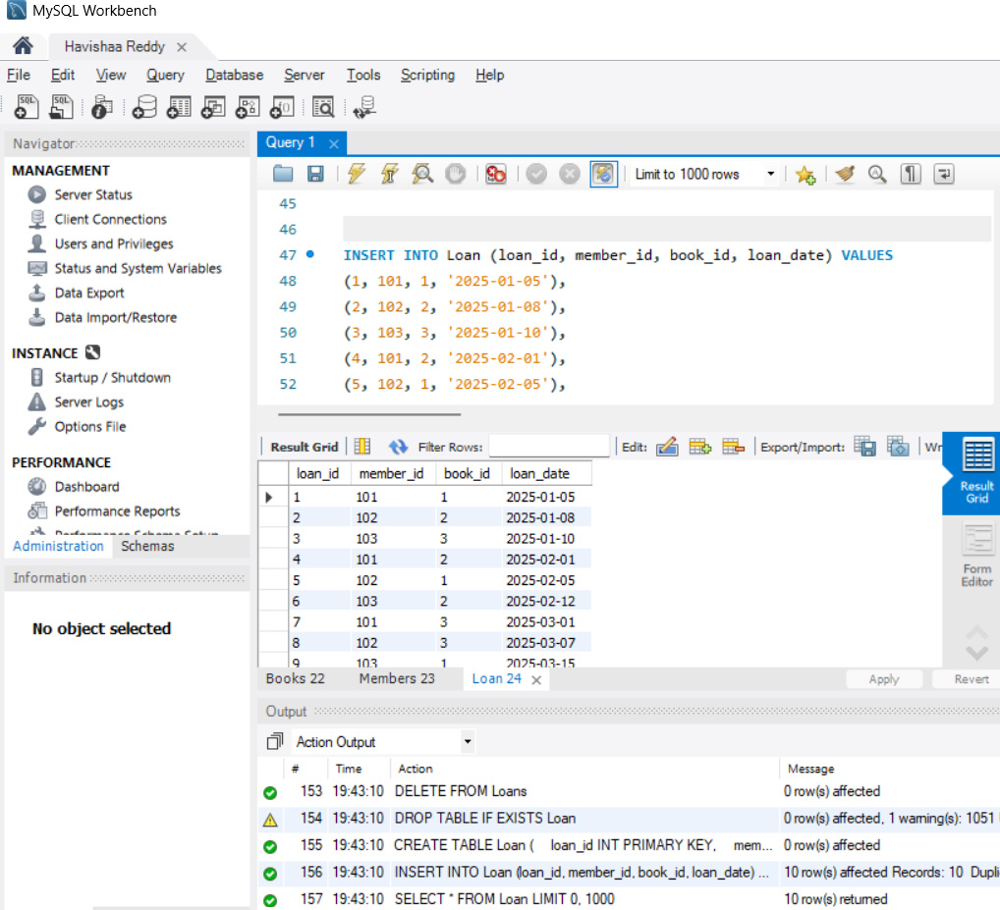 MySQL Workbench
Havishaa Reddy
File Edit View Query Database Server Tools Scripting Help
Navigator
MANAGEMENT
Server Status
Client Connections
Users and Privileges
Status and System Variables
Data Export
Data Import/Restore
INSTANCE
Startup / Shutdown
Server Logs
Options File
PERFORMANCE
Dashboard
Performance Reports
Performance Schema Setup
Administration Schemas
Information
No object selected
Query 1
Limit to 1000 rows
45
46
47 INSERT INTO Loan (loan_id, member_id, book_id, loan_date) VALUES
48 (1, 101, 1, '2025-01-05'),
49 (2, 102, 2, '2025-01-08'),
50 (3, 103, 3, '2025-01-10'),
51 (4, 101, 2, '2025-02-01'),
52 (5, 102, 1, '2025-02-05'),
Result Grid Filter Rows: Edit: Export/Import: Wr
loan_id member_id book_id loan_date
1 101 1 2025-01-05
2 102 2 2025-01-08
3 103 3 2025-01-10
4 101 2 2025-02-01
5 102 1 2025-02-05
6 103 2 2025-02-12
7 101 3 2025-03-01
8 102 3 2025-03-07
9 103 1 2025-03-15
Result
Grid
Form
Editor
Books 22 Members 23 Loan 24
Apply Revert
Output
Action Output
# Time Action Message
153 19:43:10 DELETE FROM Loans 0 row(s) affected
154 19:43:10 DROP TABLE IF EXISTS Loan 0 row(s) affected, 1 warning(s): 1051
155 19:43:10 CREATE TABLE Loan ( loan_id INT PRIMARY KEY, mem... 0 row(s) affected
156 19:43:10 INSERT INTO Loan (loan_id, member_id, book_id, loan_date) ... 10 row(s) affected Records: 10 Dupli
157 19:43:10 SELECT * FROM Loan LIMIT 0, 1000 10 row(s) returned